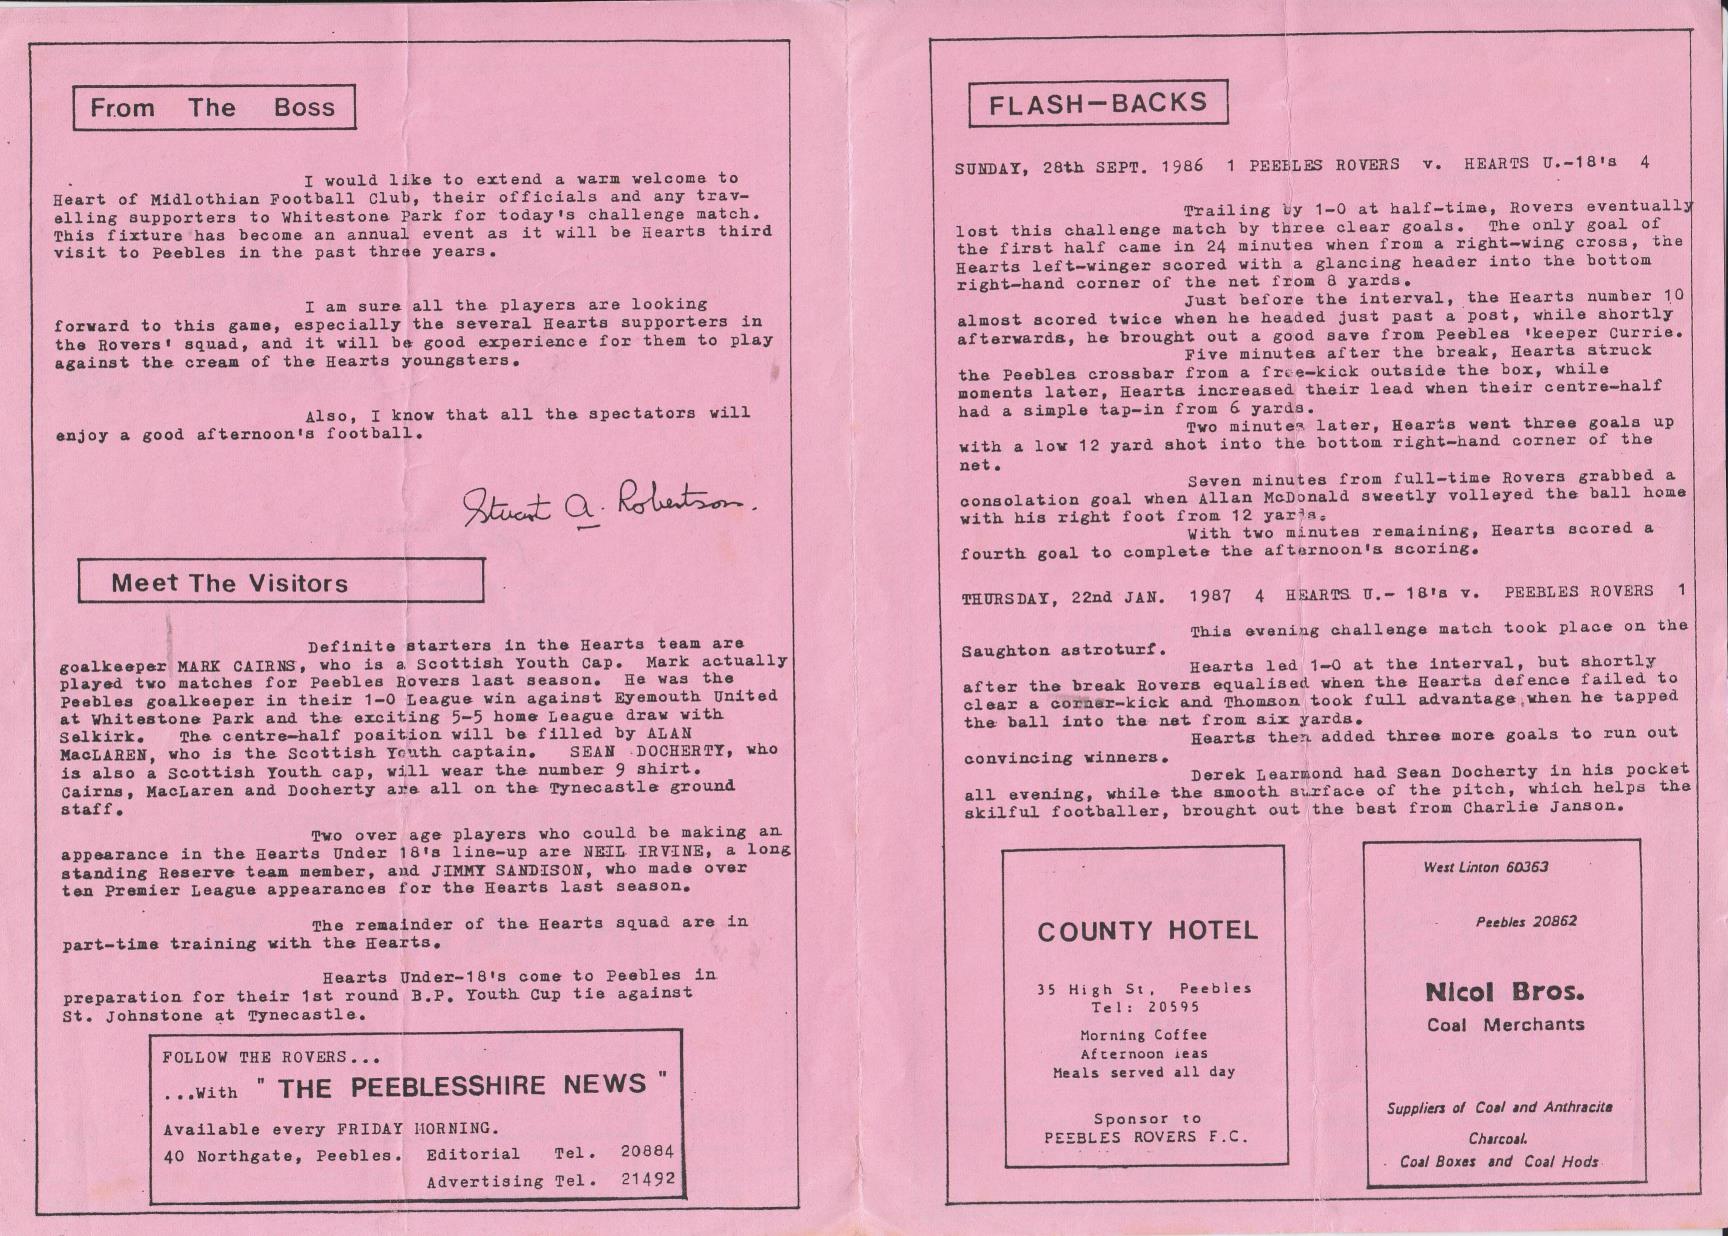 From The Boss
I would like to extend a warm welcome to
Heart of Midlothian Football Club, their officials and any trav-
elling supporters to Whitestone Park for today's challenge match.
This fixture has become an annual event as it will be Hearts third
visit to Peebles in the past three years.
I am sure all the players are looking
forward to this game, especially the several Hearts supporters in
the Rovers' squad, and it will be good experience for them to play
against the cream of the Hearts youngsters.
Also, I know that all the spectators will
enjoy a good afternoon's football.
Stuart A. Robertson.
Meet The Visitors
Definite starters in the Hearts team are
goalkeeper MARK CAIRNS, who is a Scottish Youth Cap. Mark actually
played two matches for Peebles Rovers last season. He was the
Peebles goalkeeper in their 1-0 League win against Eyemouth United
at Whitestone Park and the exciting 5-5 home League draw with
Selkirk. The centre-half position will be filled by ALAN
MacLAREN, who is the Scottish Youth captain. SEAN DOCHERTY, who
is also a Scottish Youth cap, will wear the number 9 shirt.
Cairns, MacLaren and Docherty are all on the Tynecastle ground
staff.
Two over age players who could be making an
appearance in the Hearts Under 18's line-up are NEIL IRVINE, a long
standing Reserve team member, and JIMMY SANDISON, who made over
ten Premier League appearances for the Hearts last season.
The remainder of the Hearts squad are in
part-time training with the Hearts.
Hearts Under-18's come to Peebles in
preparation for their 1st round B.P. Youth Cup tie against
St. Johnstone at Tynecastle.
FOLLOW THE ROVERS...
...With " THE PEEBLESSHIRE NEWS "
Available every FRIDAY MORNING.
40 Northgate, Peebles. Editorial Tel. 20884
Advertising Tel. 21492
FLASH-BACKS
SUNDAY, 28th SEPT. 1986 1 PEEBLES ROVERS v. HEARTS U.-18's 4
Trailing by 1-0 at half-time, Rovers eventually
lost this challenge match by three clear goals. The only goal of
the first half came in 24 minutes when from a right-wing cross, the
Hearts left-winger scored with a glancing header into the bottom
right-hand corner of the net from 8 yards.
Just before the interval, the Hearts number 10
almost scored twice when he headed just past a post, while shortly
afterwards, he brought out a good save from Peebles 'keeper Currie.
Five minutes after the break, Hearts struck
the Peebles crossbar from a free-kick outside the box, while
moments later, Hearts increased their lead when their centre-half
had a simple tap-in from 6 yards.
Two minutes later, Hearts went three goals up
with a low 12 yard shot into the bottom right-hand corner of the
net.
Seven minutes from full-time Rovers grabbed a
consolation goal when Allan McDonald sweetly volleyed the ball home
with his right foot from 12 yards.
With two minutes remaining, Hearts scored a
fourth goal to complete the afternoon's scoring.
THURSDAY, 22nd JAN. 1987 4 HEARTS U.- 18's v. PEEBLES ROVERS 1
This evening challenge match took place on the
Saughton astroturf.
Hearts led 1-0 at the interval, but shortly
after the break Rovers equalised when the Hearts defence failed to
clear a corner-kick and Thomson took full advantage when he tapped
the ball into the net from six yards.
Hearts then added three more goals to run out
convincing winners.
Derek Learmond had Sean Docherty in his pocket
all evening, while the smooth surface of the pitch, which helps the
skilful footballer, brought out the best from Charlie Janson.
COUNTY HOTEL
35 High St, Peebles
Tel: 20595
Morning Coffee
Afternoon Teas
Meals served all day
Sponsor to
PEEBLES ROVERS F.C.
West Linton 60363
Peebles 20862
Nicol Bros.
Coal Merchants
Suppliers of Coal and Anthracite
Charcoal.
Coal Boxes and Coal Hods